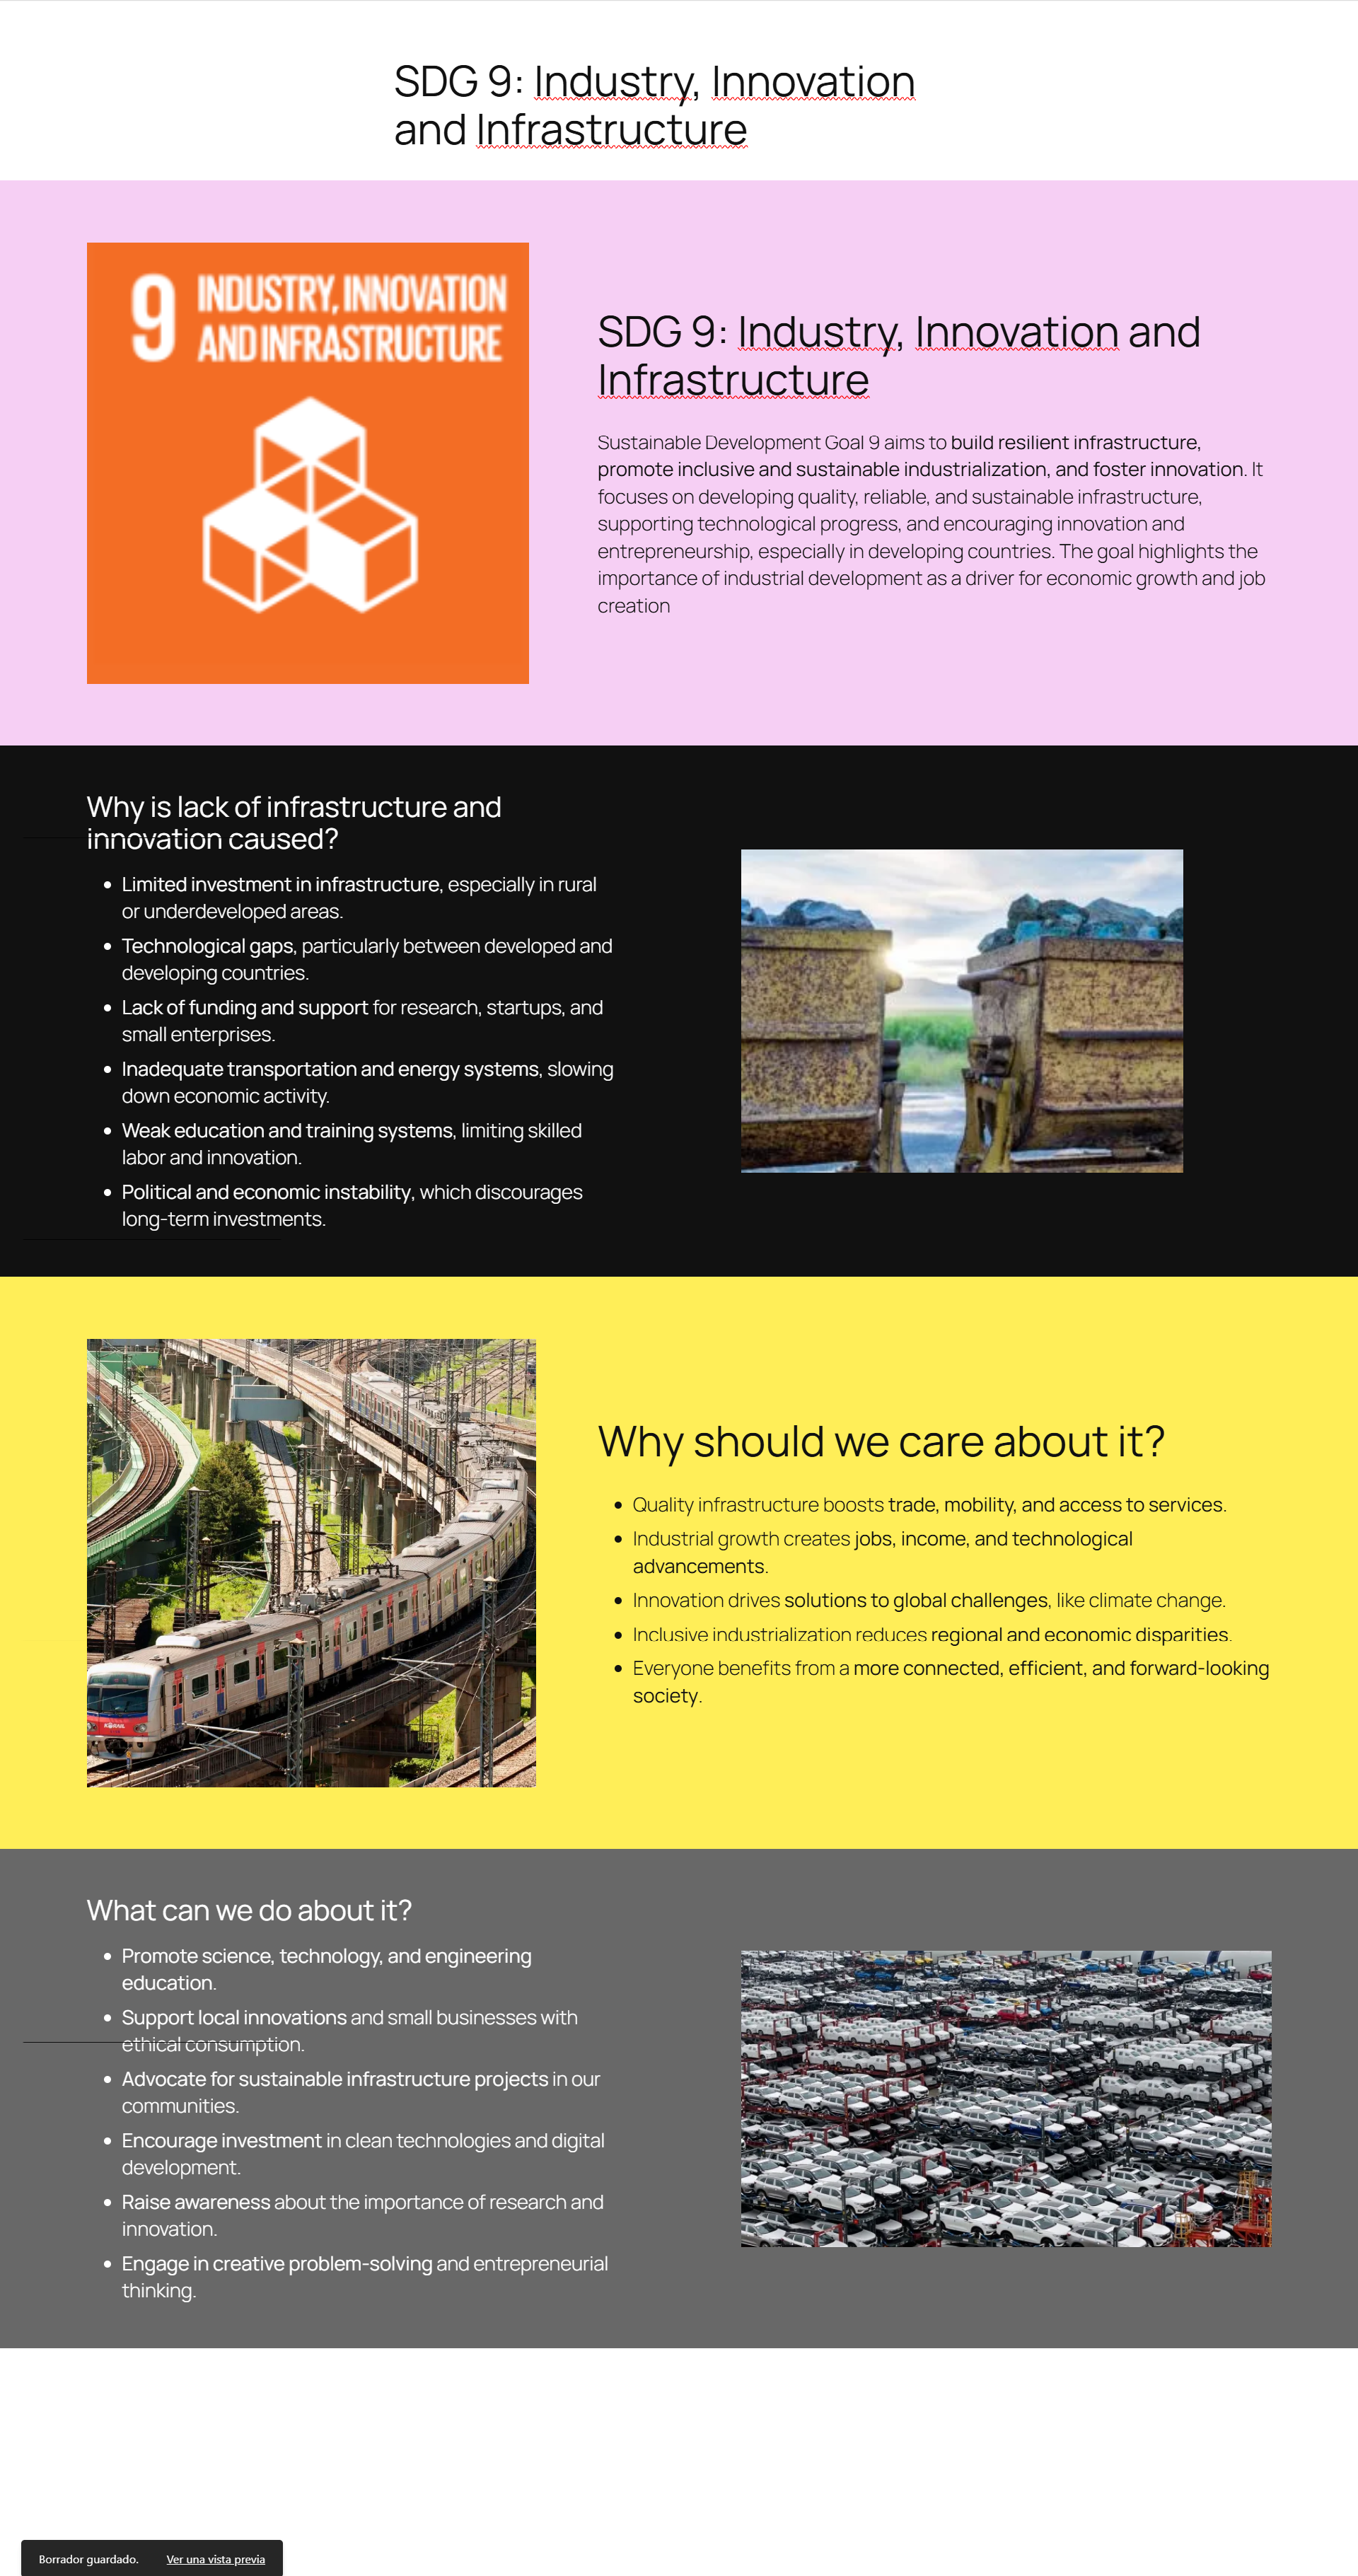 SDG 9: Industry, Innovation
and Infrastructure
9 INDUSTRY, INNOVATION
AND INFRASTRUCTURE
SDG 9: Industry, Innovation and
Infrastructure
Sustainable Development Goal 9 aims to build resilient infrastructure,
promote inclusive and sustainable industrialization, and foster innovation. It
focuses on developing quality, reliable, and sustainable infrastructure,
supporting technological progress, and encouraging innovation and
entrepreneurship, especially in developing countries. The goal highlights the
importance of industrial development as a driver for economic growth and job
creation
Why is lack of infrastructure and
innovation caused?
• Limited investment in infrastructure, especially in rural
or underdeveloped areas.
• Technological gaps, particularly between developed and
developing countries.
• Lack of funding and support for research, startups, and
small enterprises.
• Inadequate transportation and energy systems, slowing
down economic activity.
• Weak education and training systems, limiting skilled
labor and innovation.
• Political and economic instability, which discourages
long-term investments.
KORAIL
Why should we care about it?
• Quality infrastructure boosts trade, mobility, and access to services.
• Industrial growth creates jobs, income, and technological
advancements.
• Innovation drives solutions to global challenges, like climate change.
• Inclusive industrialization reduces regional and economic disparities.
• Everyone benefits from a more connected, efficient, and forward-looking
society.
What can we do about it?
• Promote science, technology, and engineering
education.
• Support local innovations and small businesses with
ethical consumption.
• Advocate for sustainable infrastructure projects in our
communities.
• Encourage investment in clean technologies and digital
development.
• Raise awareness about the importance of research and
innovation.
• Engage in creative problem-solving and entrepreneurial
thinking.
Borrador guardado. Ver una vista previa